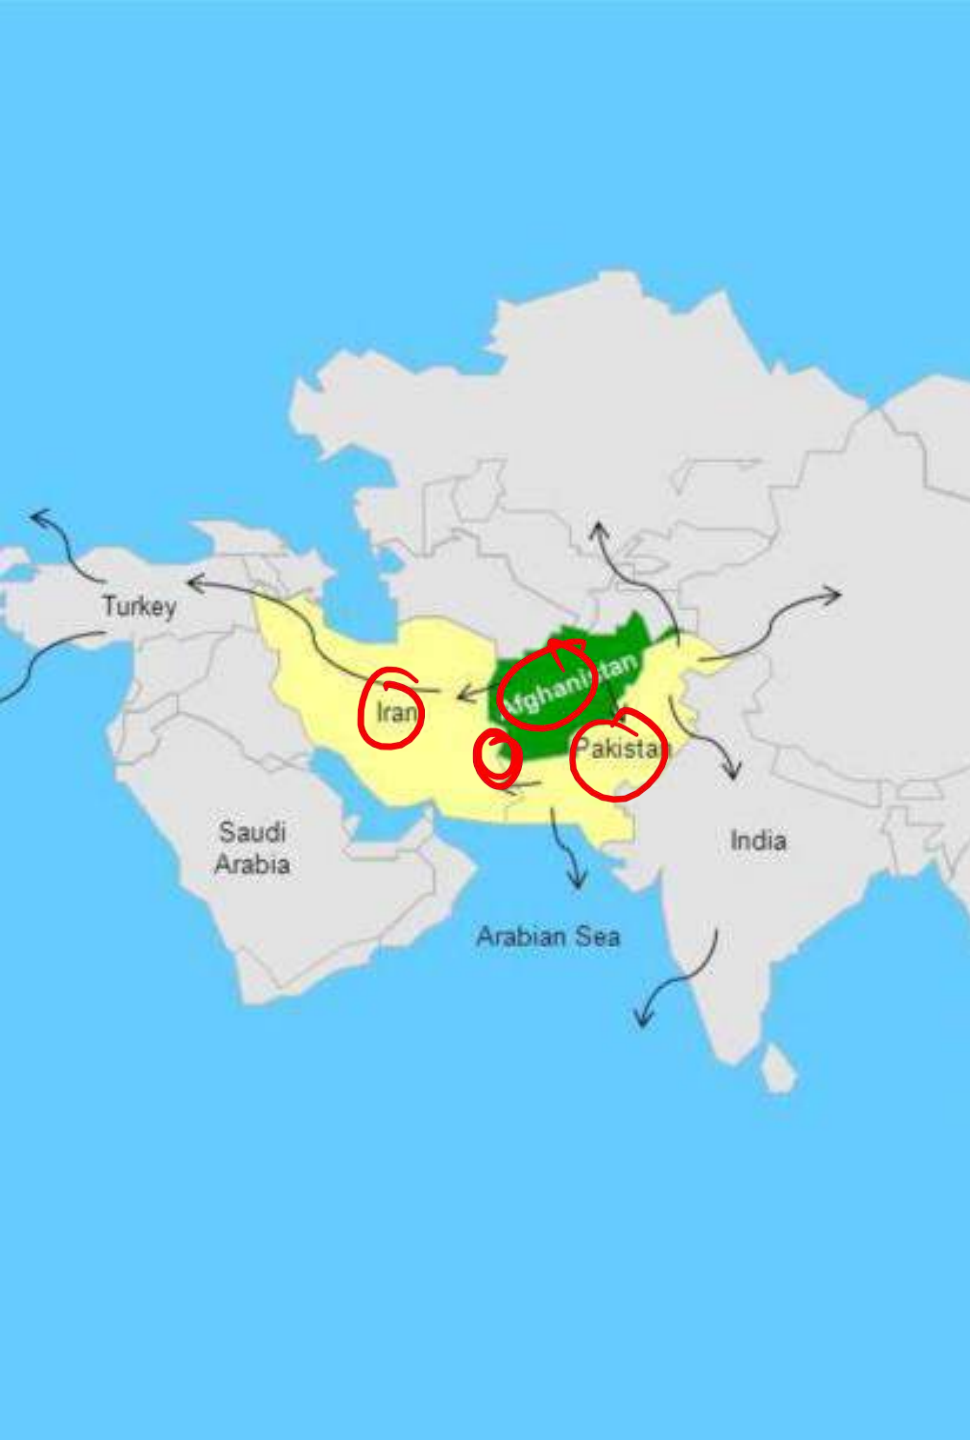 Turkey
Afghanistan
Iran
Pakistan
Saudi
Arabia
India
Arabian Sea